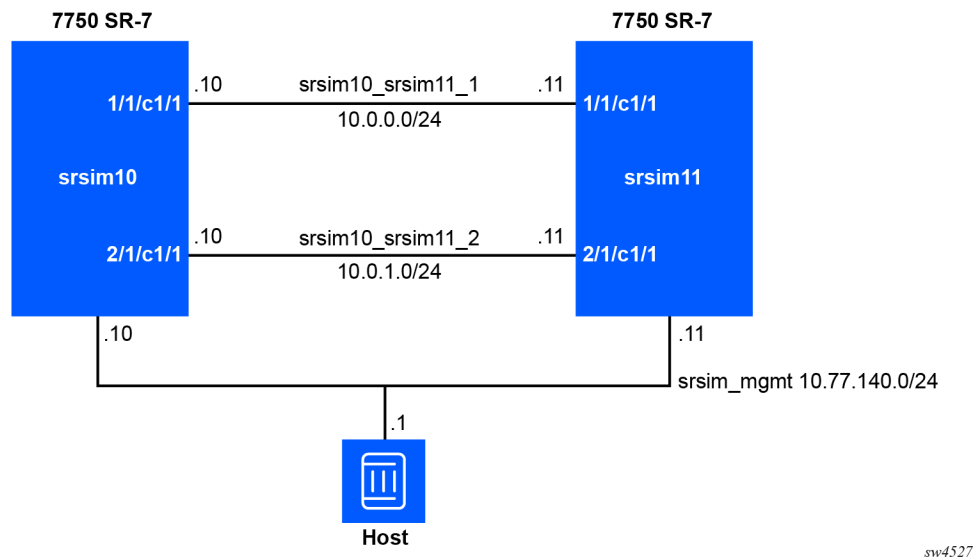 7750 SR-7 7750 SR-7
.10 srsim10_srsim11_1 .11
1/1/c1/1 10.0.0.0/24 1/1/c1/1
srsim10 srsim11
.10 srsim10_srsim11_2 .11
2/1/c1/1 10.0.1.0/24 2/1/c1/1
.10 .11
srsim_mgmt 10.77.140.0/24
.1
Host
sw4527